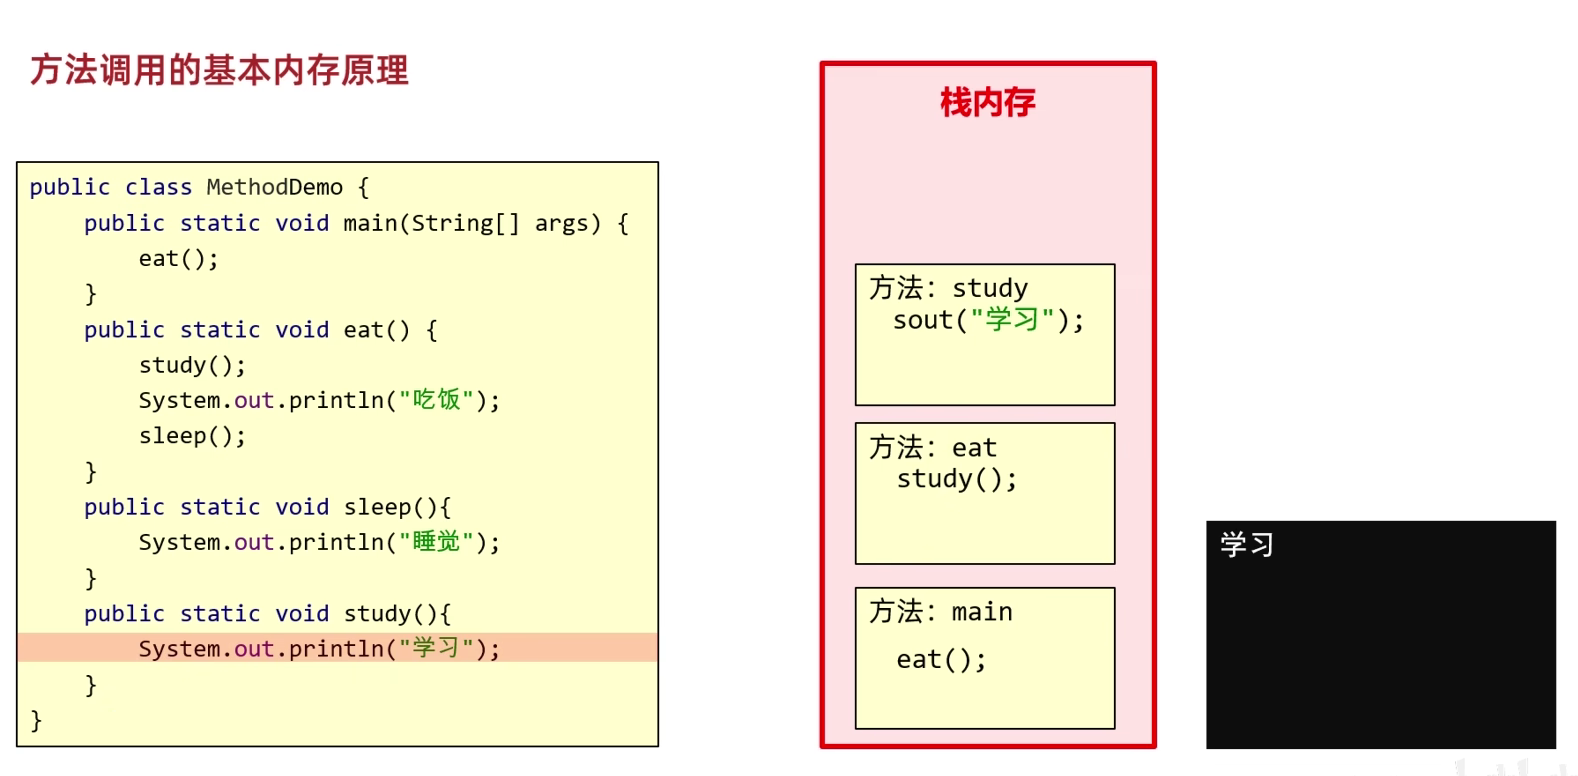 方法调用的基本内存原理
public class MethodDemo {
    public static void main(String[] args) {
        eat();
    }
    public static void eat() {
        study();
        System.out.println("吃饭");
        sleep();
    }
    public static void sleep(){
        System.out.println("睡觉");
    }
    public static void study(){
        System.out.println("学习");
    }
}
栈内存
方法：study
sout("学习");
方法：eat
study();
方法：main
eat();
学习